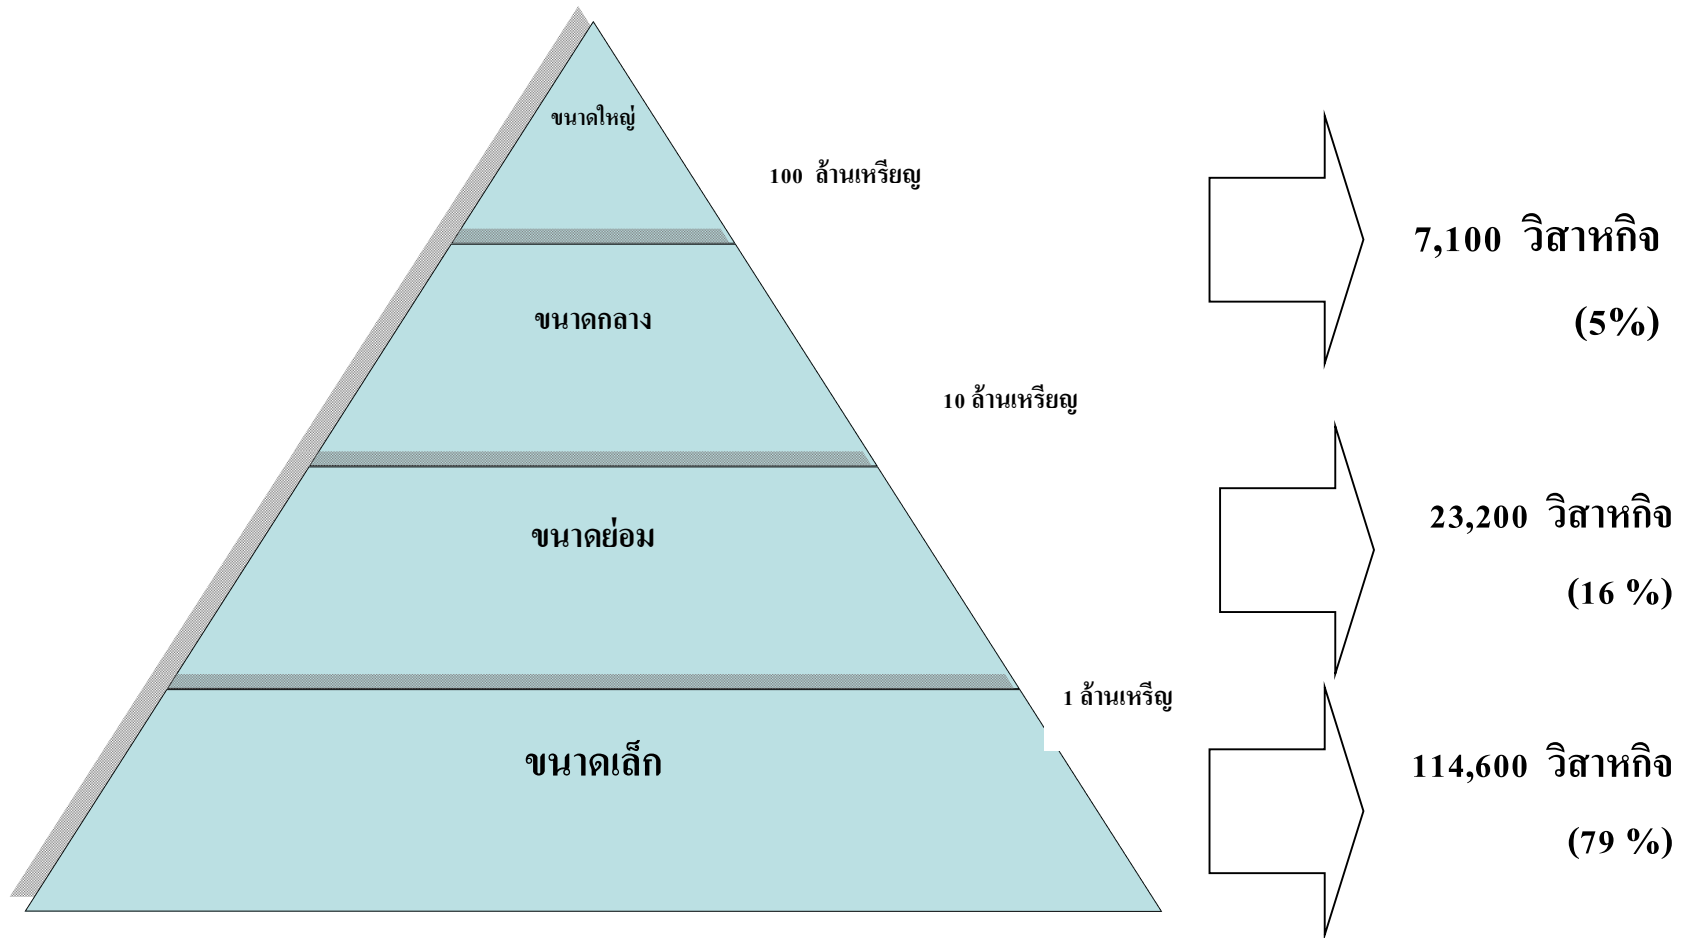 ขนาดใหญ่
100 ล้านเหรียญ
7,100 วิสาหกิจ
(5%)
ขนาดกลาง
10 ล้านเหรียญ
ขนาดย่อม
23,200 วิสาหกิจ
(16 %)
1 ล้านเหรีญ
ขนาดเล็ก
114,600 วิสาหกิจ
(79 %)